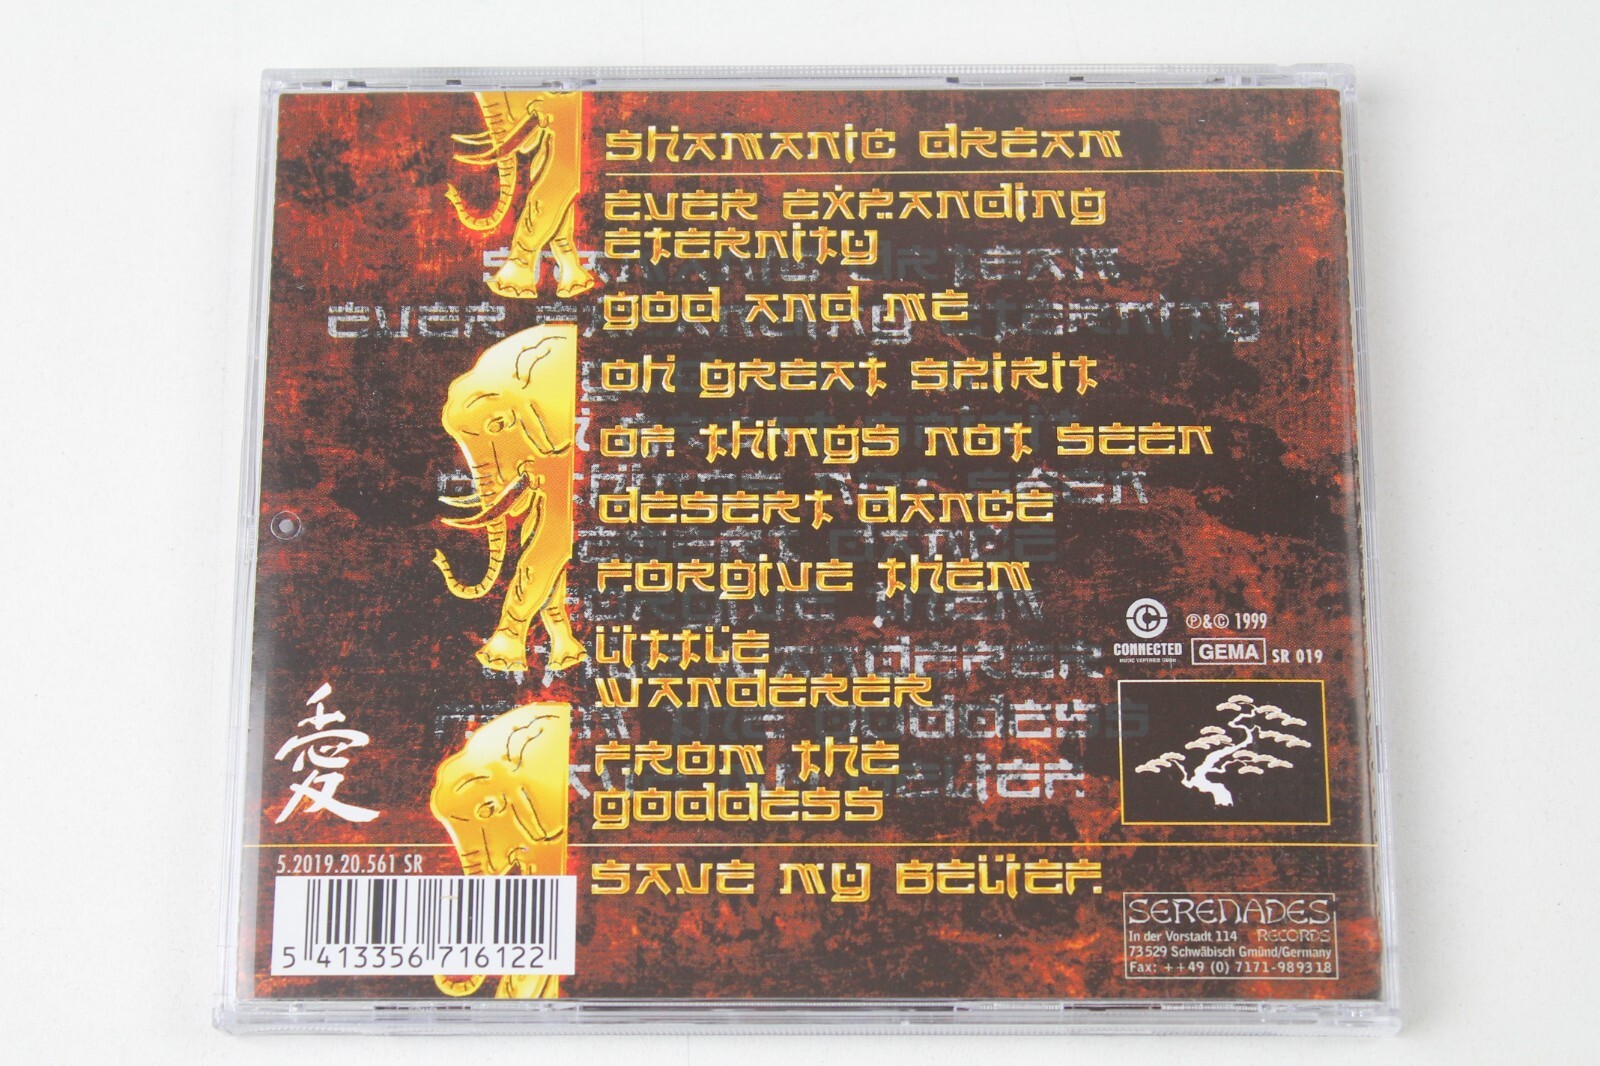 Shamanic Dream
Ever Expanding
Eternity
God and Me
Oh Great Spirit
Of Things Not Seen
Desert Dance
Forgive Them
Little
Wanderer
From the
Goddess
Save My Belief
愛
5.2019.20.561 SR
5 413356 716122
℗&© 1999
CONNECTED
GEMA SR 019
SERENADES
RECORDS
In der Vorstadt 114
73529 Schwäbisch Gmünd/Germany
Fax: ++49 (0) 7171-989318